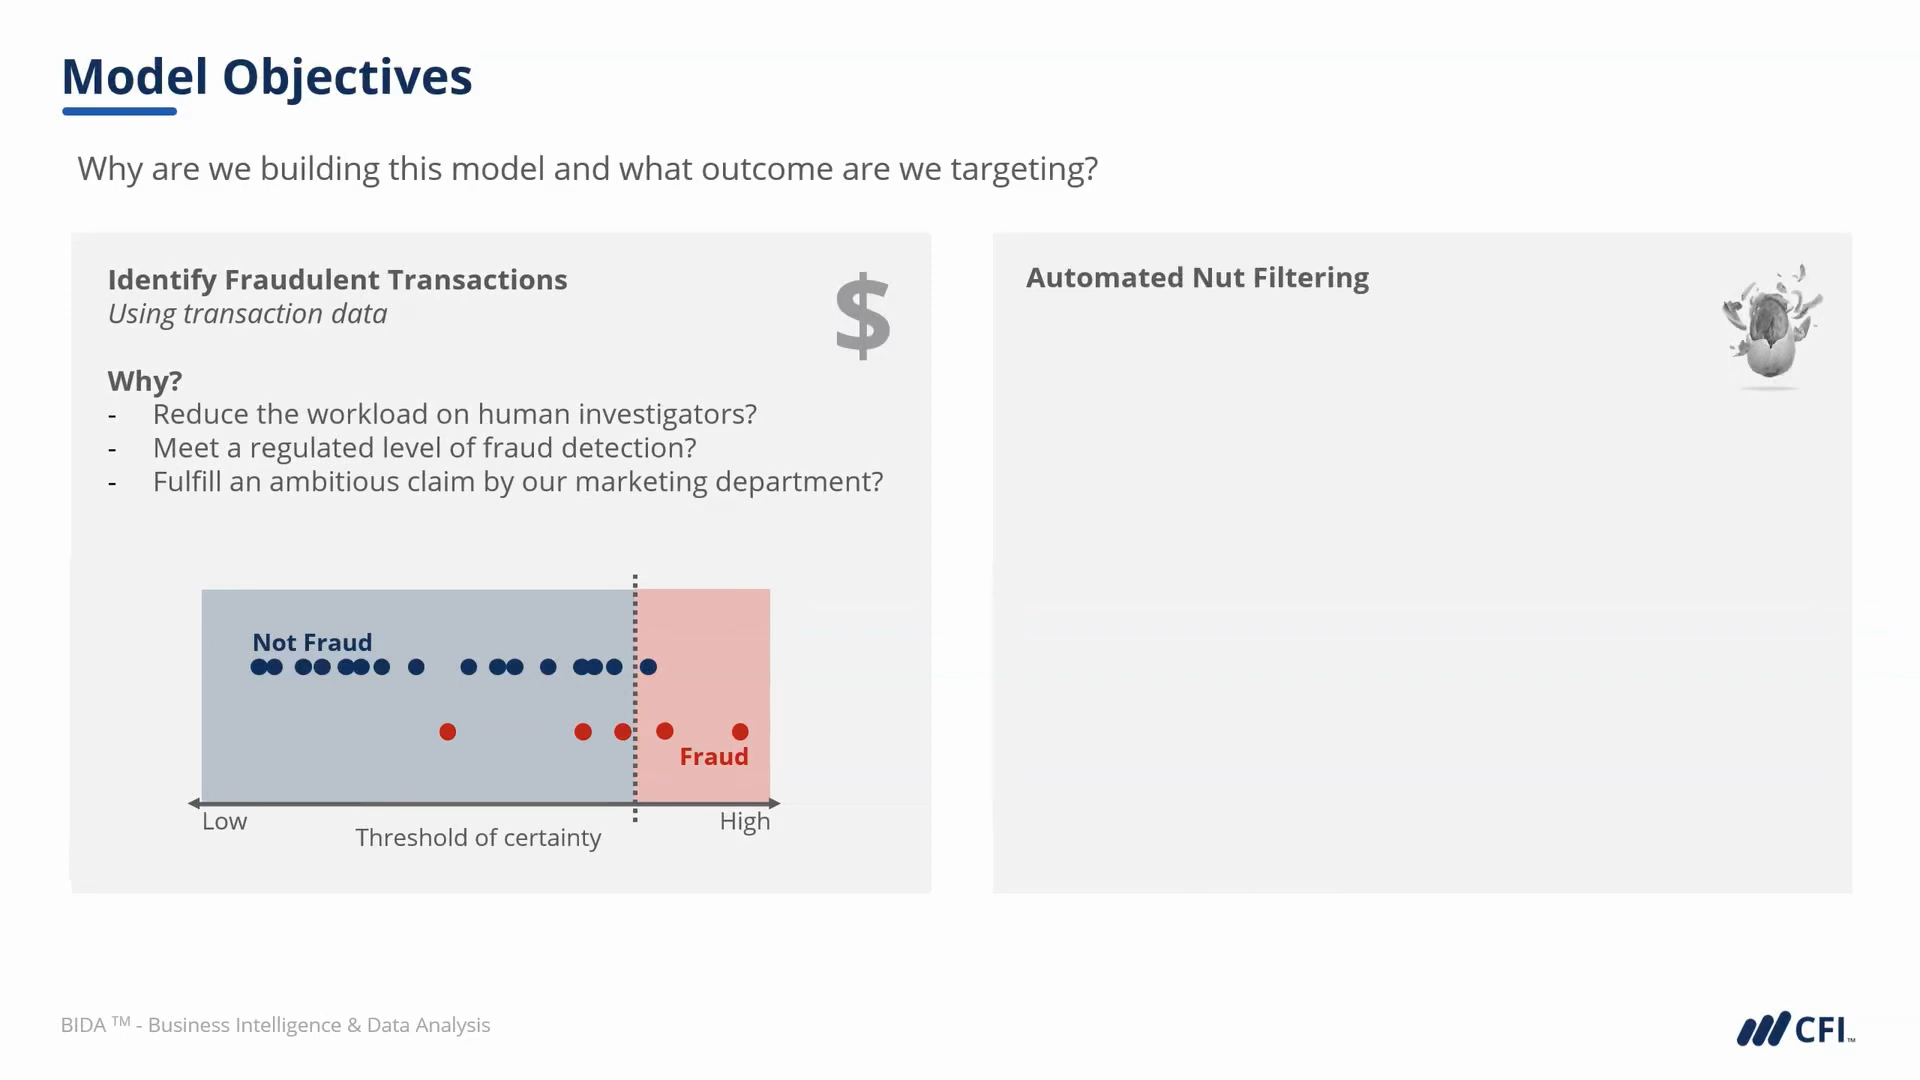 Model Objectives
Why are we building this model and what outcome are we targeting?
Identify Fraudulent Transactions
Using transaction data
$
Why?
- Reduce the workload on human investigators?
- Meet a regulated level of fraud detection?
- Fulfill an ambitious claim by our marketing department?
Not Fraud
Fraud
Low
High
Threshold of certainty
Automated Nut Filtering
BIDA TM - Business Intelligence & Data Analysis
CFI™